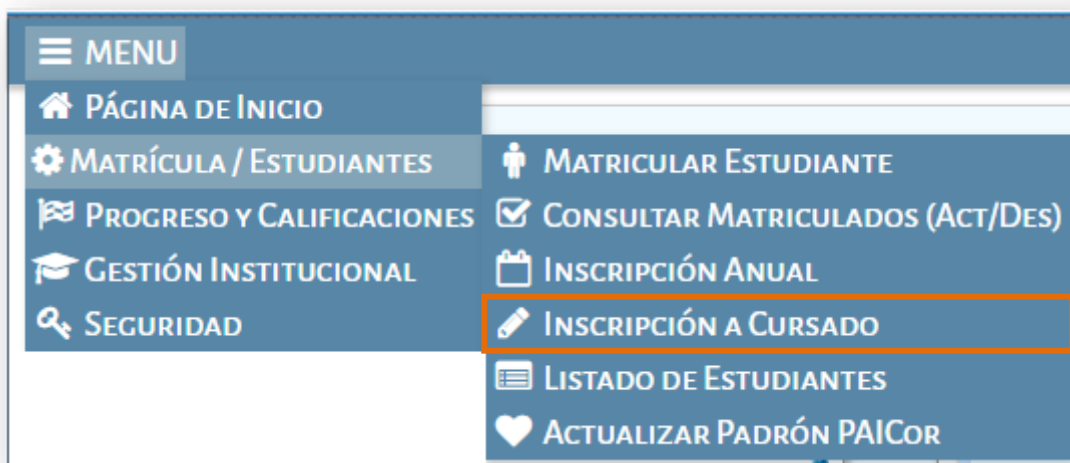 MENU
Página de Inicio
Matrícula / Estudiantes
Matricular Estudiante
Progreso y Calificaciones
Consultar Matriculados (Act/Des)
Gestión Institucional
Inscripción Anual
Seguridad
Inscripción a Cursado
Listado de Estudiantes
Actualizar Padrón PAICor